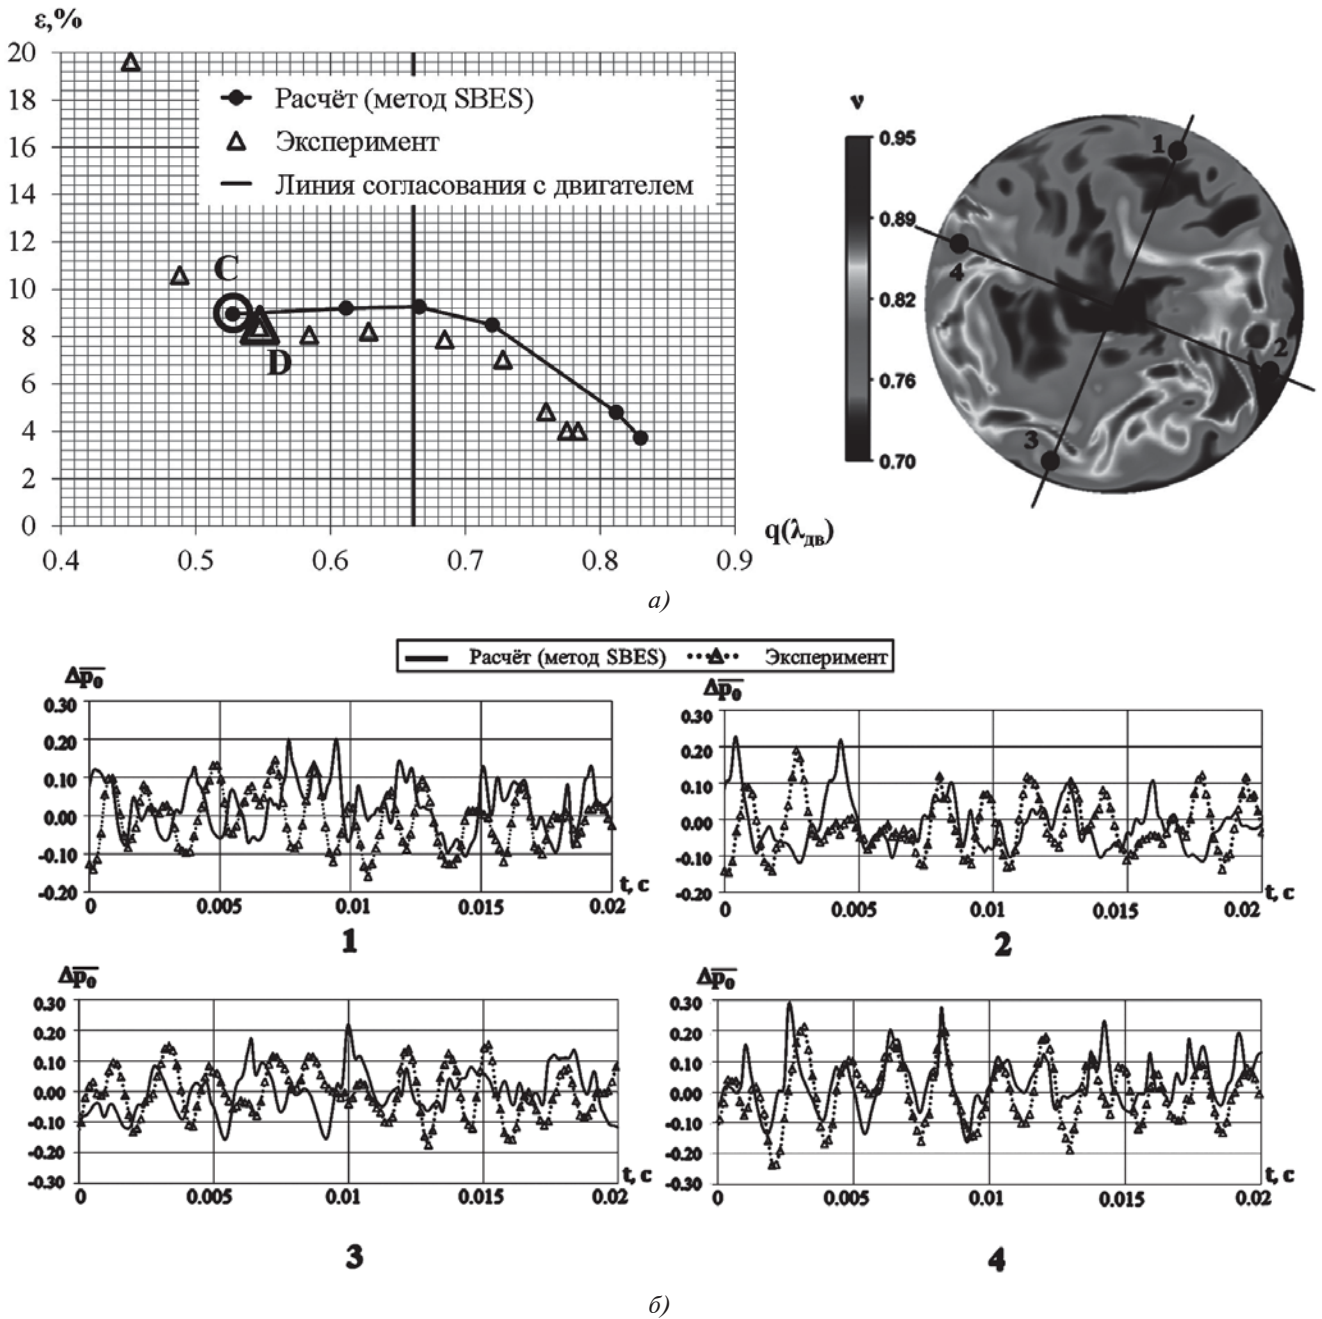 ε,%
20
18
16
14
12
10
8
6
4
2
0
0.4 0.5 0.6 0.7 0.8 0.9
q(λдв)
Расчёт (метод SBES)
Эксперимент
Линия согласования с двигателем
C
D
ν
0.95
0.89
0.82
0.76
0.70
1
2
3
4
а)
Расчёт (метод SBES) Эксперимент
Δp̅₀
0.30
0.20
0.10
0.00
-0.10
-0.20
0 0.005 0.01 0.015 0.02
t, c
1
Δp̅₀
0.30
0.20
0.10
0.00
-0.10
-0.20
0 0.005 0.01 0.015 0.02
t, c
2
Δp̅₀
0.30
0.20
0.10
0.00
-0.10
-0.20
-0.30
0 0.005 0.01 0.015 0.02
t, c
3
Δp̅₀
0.30
0.20
0.10
0.00
-0.10
-0.20
-0.30
0 0.005 0.01 0.015 0.02
t, c
4
б)